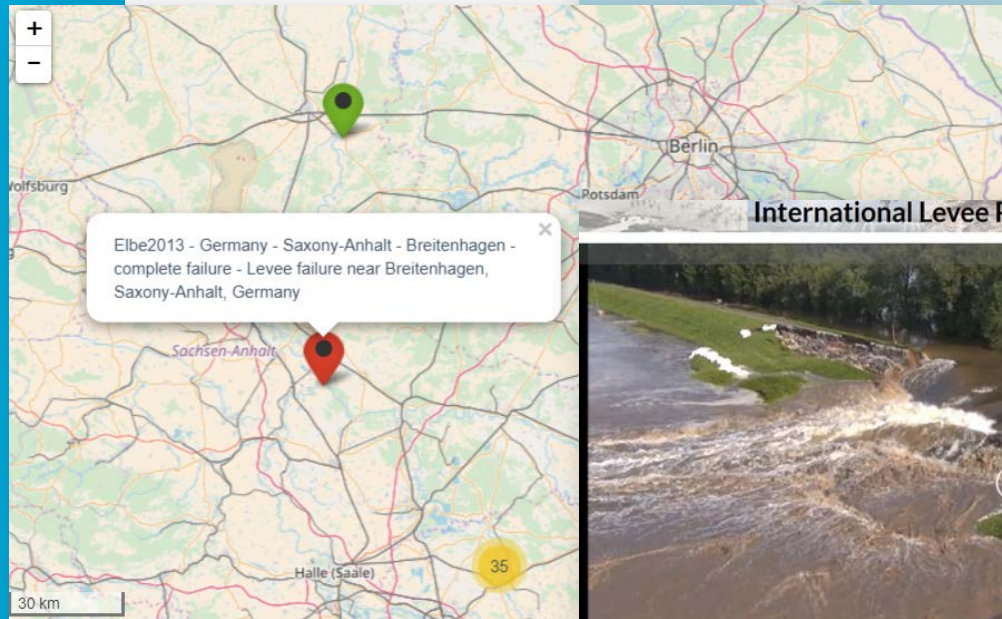 +
−
Berlin
Wolfsburg
Potsdam
International Levee
×
Elbe2013 - Germany - Saxony-Anhalt - Breitenhagen -
complete failure - Levee failure near Breitenhagen,
Saxony-Anhalt, Germany
Sachsen-Anhalt
35
Halle (Saale)
30 km